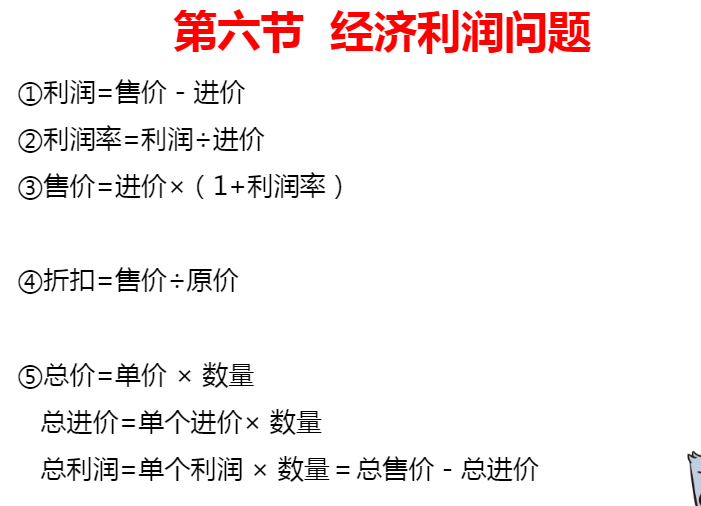 第六节 经济利润问题
①利润=售价 - 进价
②利润率=利润÷进价
③售价=进价×（1+利润率）
④折扣=售价÷原价
⑤总价=单价 × 数量
总进价=单个进价× 数量
总利润=单个利润 × 数量 = 总售价 - 总进价